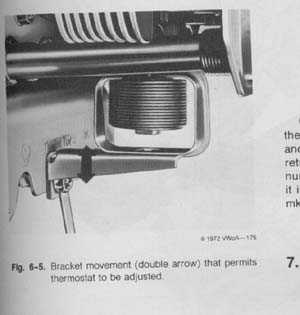 © 1972 VWoA—175
Fig. 6-5. Bracket movement (double arrow) that permits
thermostat to be adjusted.
the
and
ret
nu
it i
mk
7.